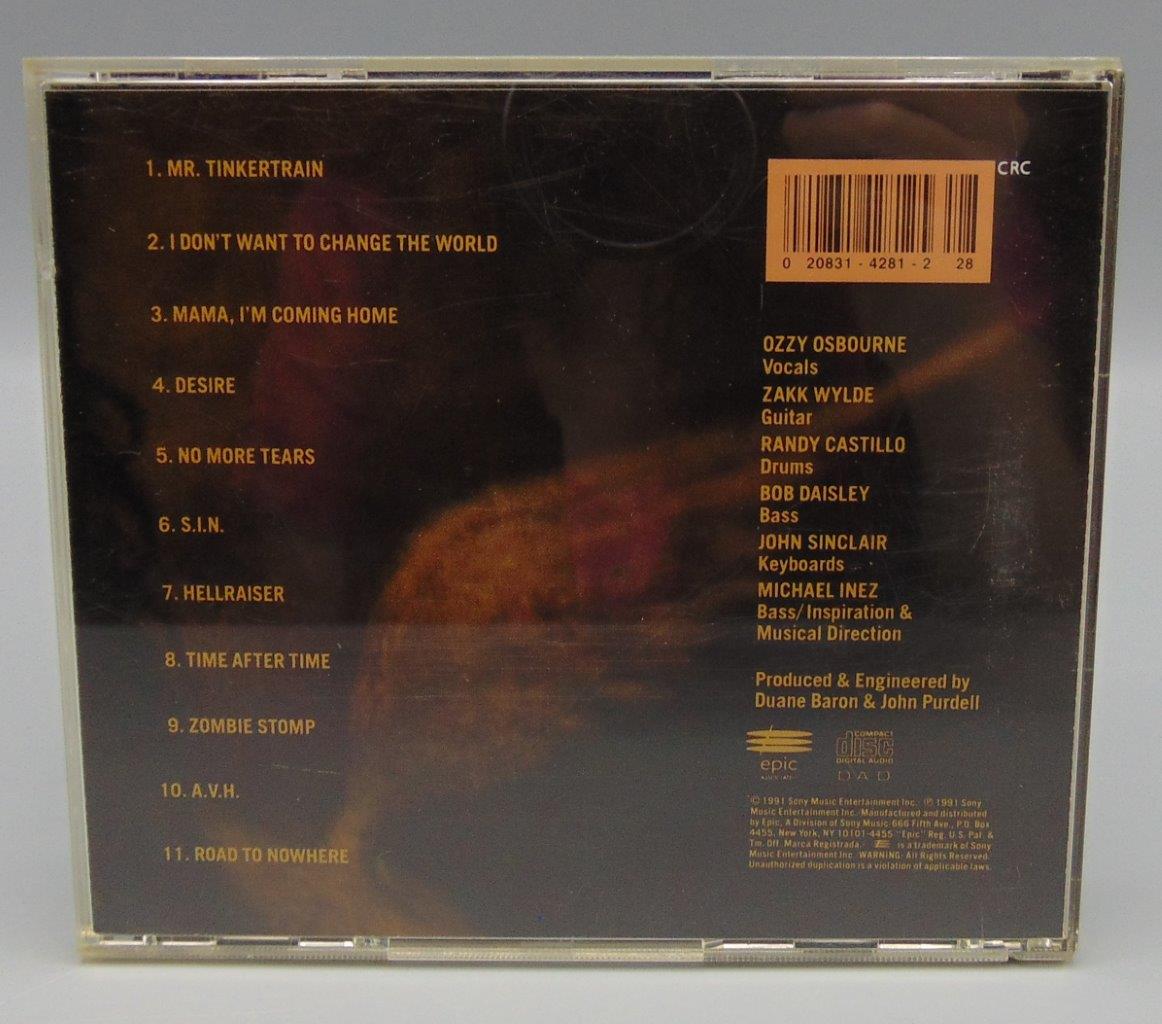 1. MR. TINKERTRAIN
2. I DON'T WANT TO CHANGE THE WORLD
3. MAMA, I'M COMING HOME
4. DESIRE
5. NO MORE TEARS
6. S.I.N.
7. HELLRAISER
8. TIME AFTER TIME
9. ZOMBIE STOMP
10. A.V.H.
11. ROAD TO NOWHERE
CRC
0 20831-4281-2 28
OZZY OSBOURNE
Vocals
ZAKK WYLDE
Guitar
RANDY CASTILLO
Drums
BOB DAISLEY
Bass
JOHN SINCLAIR
Keyboards
MICHAEL INEZ
Bass/Inspiration &
Musical Direction
Produced & Engineered by
Duane Baron & John Purdell
epic
COMPACT
disc
DIGITAL AUDIO
DAD
© 1991 Sony Music Entertainment Inc. ℗ 1991 Sony
Music Entertainment Inc./Manufactured and distributed
by Epic, A Division of Sony Music/666 Fifth Ave., P.O. Box
4455, New York, NY 10101-4455 "Epic" Reg. U.S. Pat. &
Tm. Off. Marca Registrada. is a trademark of Sony
Music Entertainment Inc. WARNING: All Rights Reserved.
Unauthorized duplication is a violation of applicable laws.